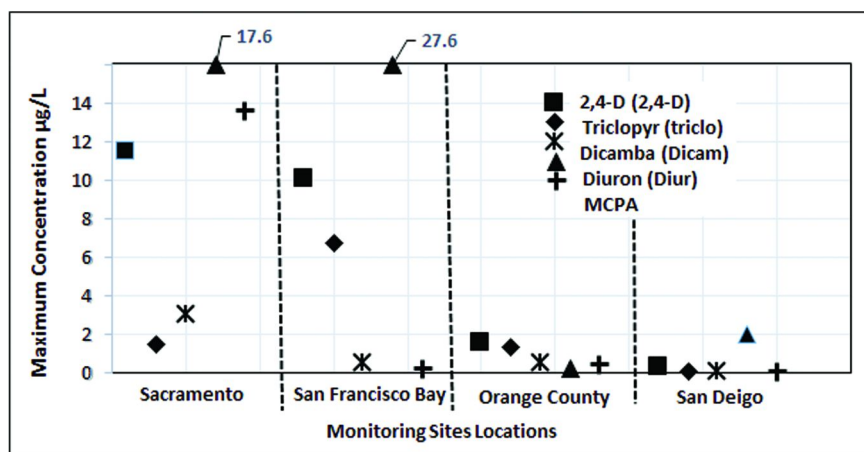 17.6
27.6
Maximum Concentration µg/L
14
12
10
8
6
4
2
0
2,4-D (2,4-D)
Triclopyr (triclo)
Dicamba (Dicam)
Diuron (Diur)
MCPA
Sacramento
San Francisco Bay
Orange County
San Deigo
Monitoring Sites Locations